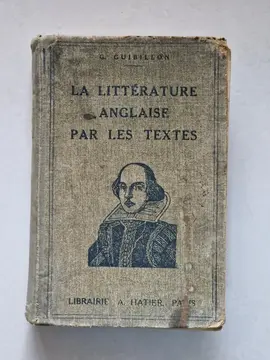 G. GUIBILLON
LA LITTÉRATURE
ANGLAISE
PAR LES TEXTES
LIBRAIRIE A. HATIER, PARIS